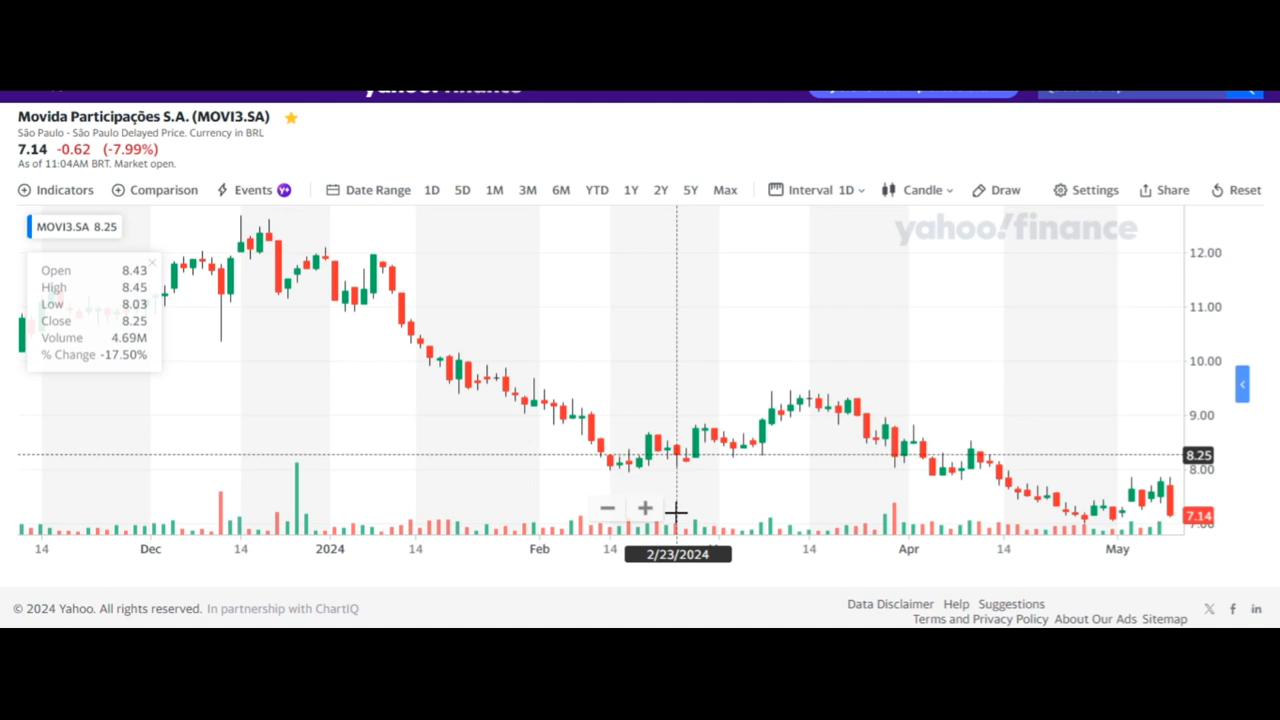 Movida Participações S.A. (MOVI3.SA)
São Paulo - São Paulo Delayed Price. Currency in BRL
7.14 -0.62 (-7.99%)
As of 11:04AM BRT. Market open.
Indicators Comparison Events Y+ Date Range 1D 5D 1M 3M 6M YTD 1Y 2Y 5Y Max Interval 1D Candle Draw Settings Share Reset
MOVI3.SA 8.25
yahoo!finance
Open 8.43
High 8.45
Low 8.03
Close 8.25
Volume 4.69M
% Change -17.50%
12.00
11.00
10.00
9.00
8.25
8.00
7.14
14 Dec 14 2024 14 Feb 14 2/23/2024 14 Apr 14 May
© 2024 Yahoo. All rights reserved. In partnership with ChartIQ
Data Disclaimer Help Suggestions
Terms and Privacy Policy About Our Ads Sitemap